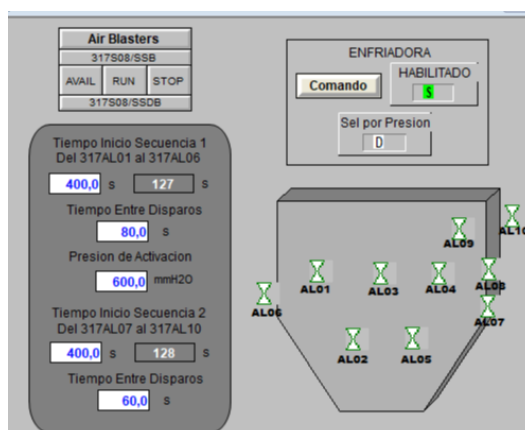 Air Blasters
317S08/SSB
AVAIL RUN STOP
317S08/SSDB
Tiempo Inicio Secuencia 1
Del 317AL01 al 317AL06
400,0 s 127 s
Tiempo Entre Disparos
80,0 s
Presion de Activacion
600,0 mmH2O
Tiempo Inicio Secuencia 2
Del 317AL07 al 317AL10
400,0 s 128 s
Tiempo Entre Disparos
60,0 s
ENFRIADORA
Comando
HABILITADO
S
Sel por Presion
D
AL09
AL10
AL01
AL03
AL04
AL08
AL06
AL07
AL02
AL05